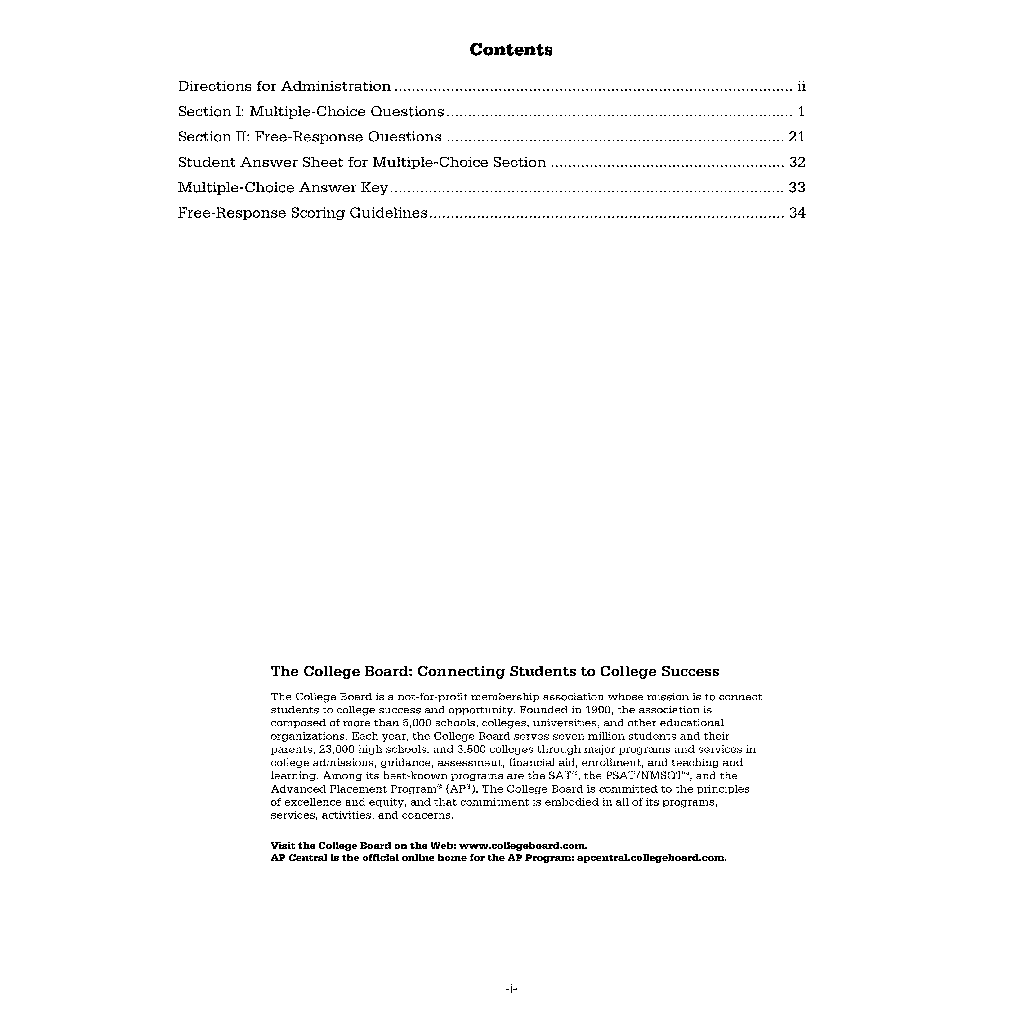 Contents
Directions for Administration ........................................................................................... ii
Section I: Multiple-Choice Questions .................................................................................. 1
Section II: Free-Response Questions ................................................................................. 21
Student Answer Sheet for Multiple-Choice Section ......................................................... 32
Multiple-Choice Answer Key ............................................................................................... 33
Free-Response Scoring Guidelines ..................................................................................... 34
The College Board: Connecting Students to College Success
The College Board is a not-for-profit membership association whose mission is to connect
students to college success and opportunity. Founded in 1900, the association is
composed of more than 5,000 schools, colleges, universities, and other educational
organizations. Each year, the College Board serves seven million students and their
parents, 23,000 high schools, and 3,500 colleges through major programs and services in
college admissions, guidance, assessment, financial aid, enrollment, and teaching and
learning. Among its best-known programs are the SAT®, the PSAT/NMSQT®, and the
Advanced Placement Program® (AP®). The College Board is committed to the principles
of excellence and equity, and that commitment is embodied in all of its programs,
services, activities, and concerns.
Visit the College Board on the Web: www.collegeboard.com.
AP Central is the official online home for the AP Program: apcentral.collegeboard.com.
-i-